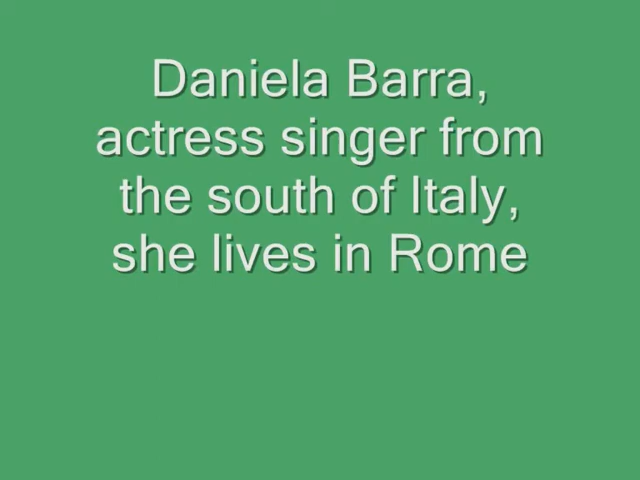 Daniela Barra,
actress singer from
the south of Italy,
she lives in Rome